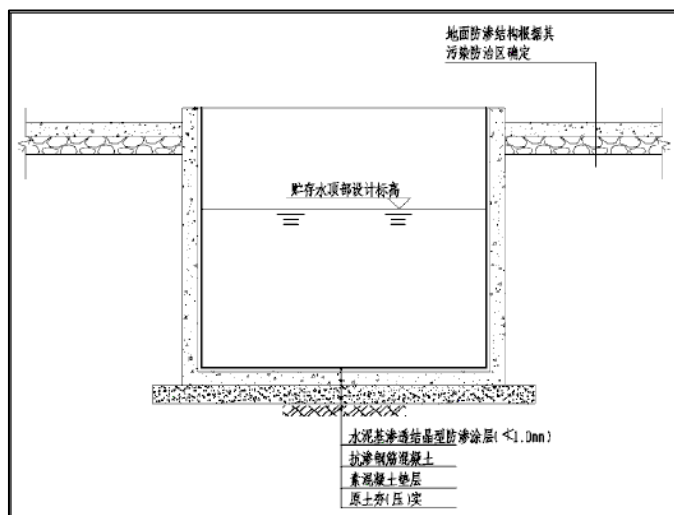 地面防渗结构根据其
污染防治区确定
贮存水顶部设计标高
水泥基渗透结晶型防渗涂层(≮1.0mm)
抗渗钢筋混凝土
素混凝土垫层
原土夯(压)实